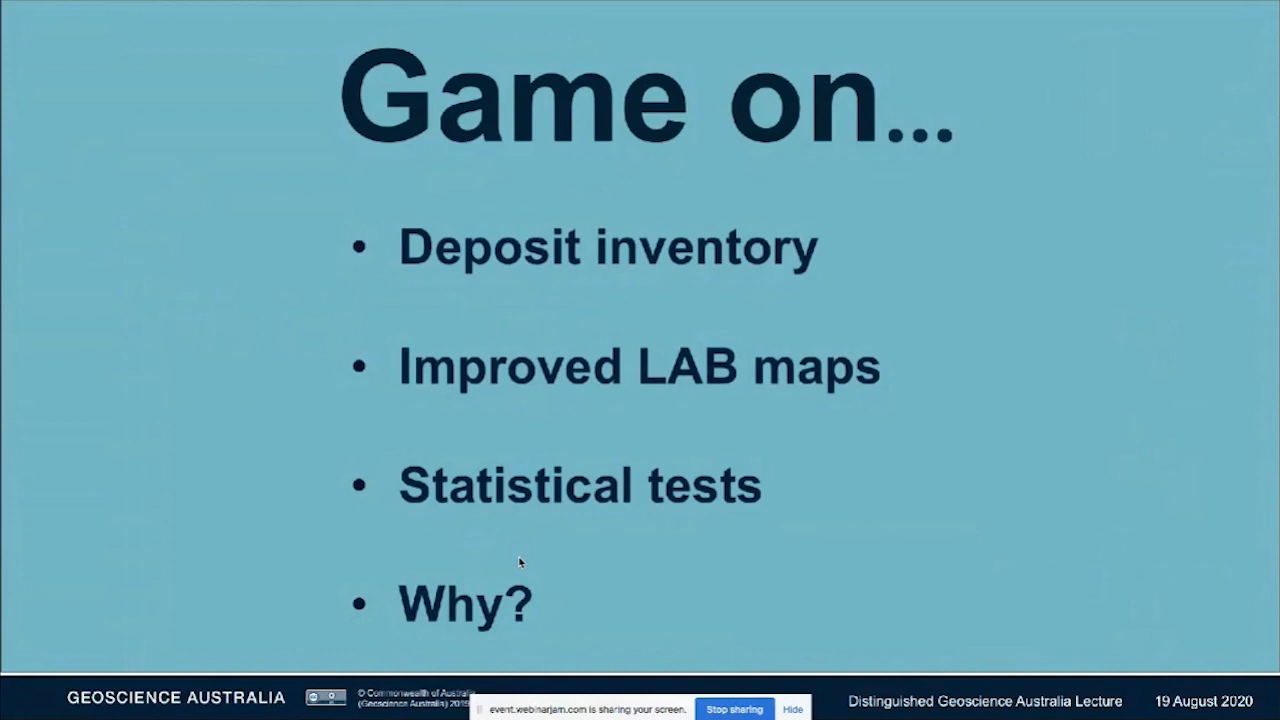 Game on...
• Deposit inventory
• Improved LAB maps
• Statistical tests
• Why?
GEOSCIENCE AUSTRALIA
© Commonwealth of Australia
(Geoscience Australia) 2019
event.webinarjam.com is sharing your screen.
Stop sharing
Hide
Distinguished Geoscience Australia Lecture
19 August 2020